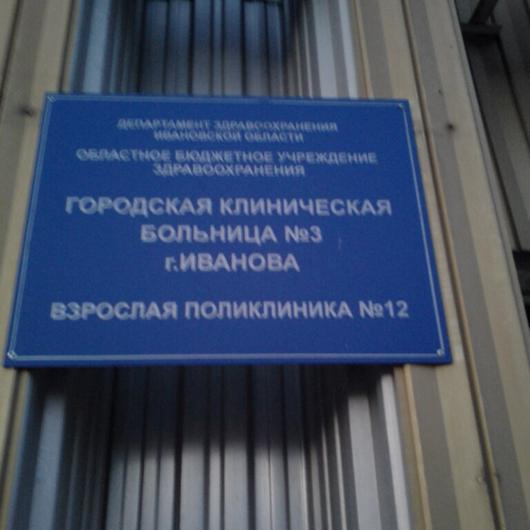 ДЕПАРТАМЕНТ ЗДРАВООХРАНЕНИЯ
ИВАНОВСКОЙ ОБЛАСТИ
ОБЛАСТНОЕ БЮДЖЕТНОЕ УЧРЕЖДЕНИЕ
ЗДРАВООХРАНЕНИЯ
ГОРОДСКАЯ КЛИНИЧЕСКАЯ
БОЛЬНИЦА №3
г.ИВАНОВА
ВЗРОСЛАЯ ПОЛИКЛИНИКА №12